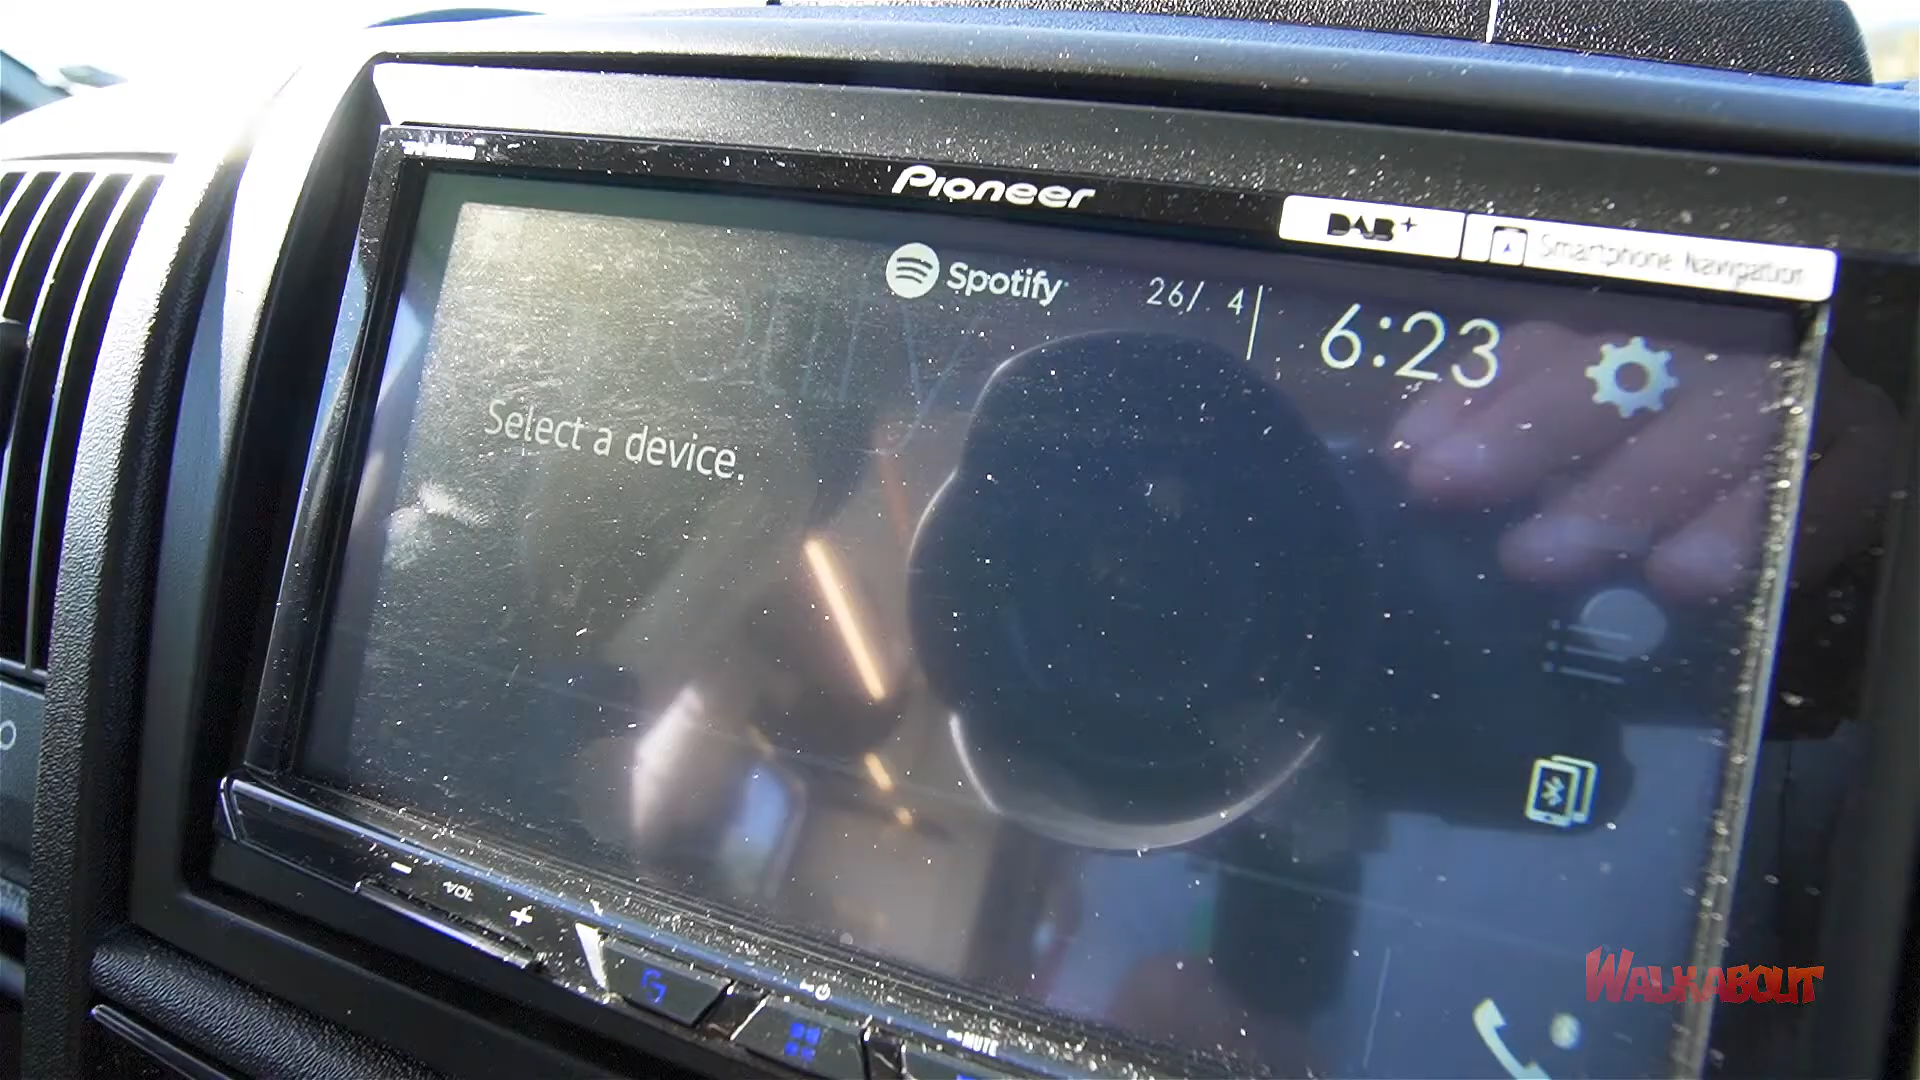 Pioneer
DAB+
Smartphone Navigation
Spotify
26/ 4
6:23
Select a device.
- VOL +
MUTE
WALKABOUT